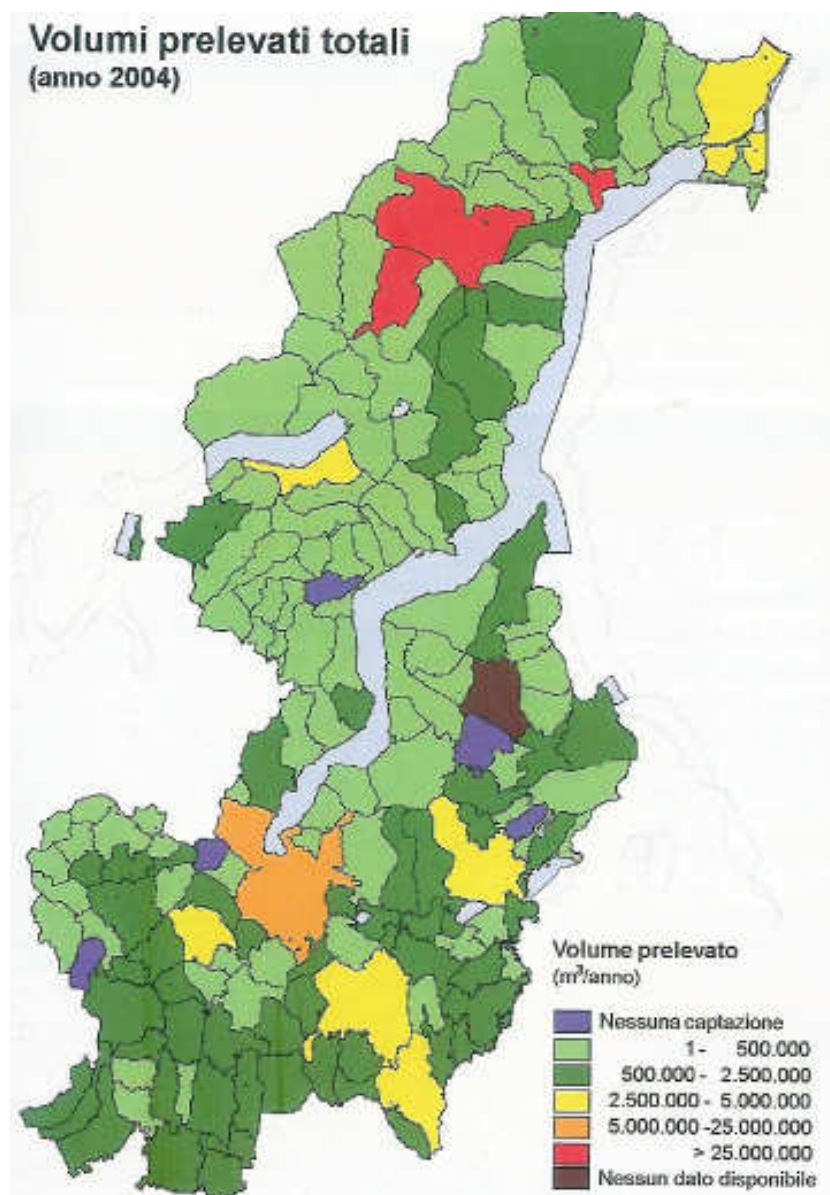 Volumi prelevati totali
(anno 2004)
Volume prelevato
(m³/anno)
Nessuna captazione
1 - 500.000
500.000 - 2.500.000
2.500.000 - 5.000.000
5.000.000 -25.000.000
> 25.000.000
Nessun dato disponibile